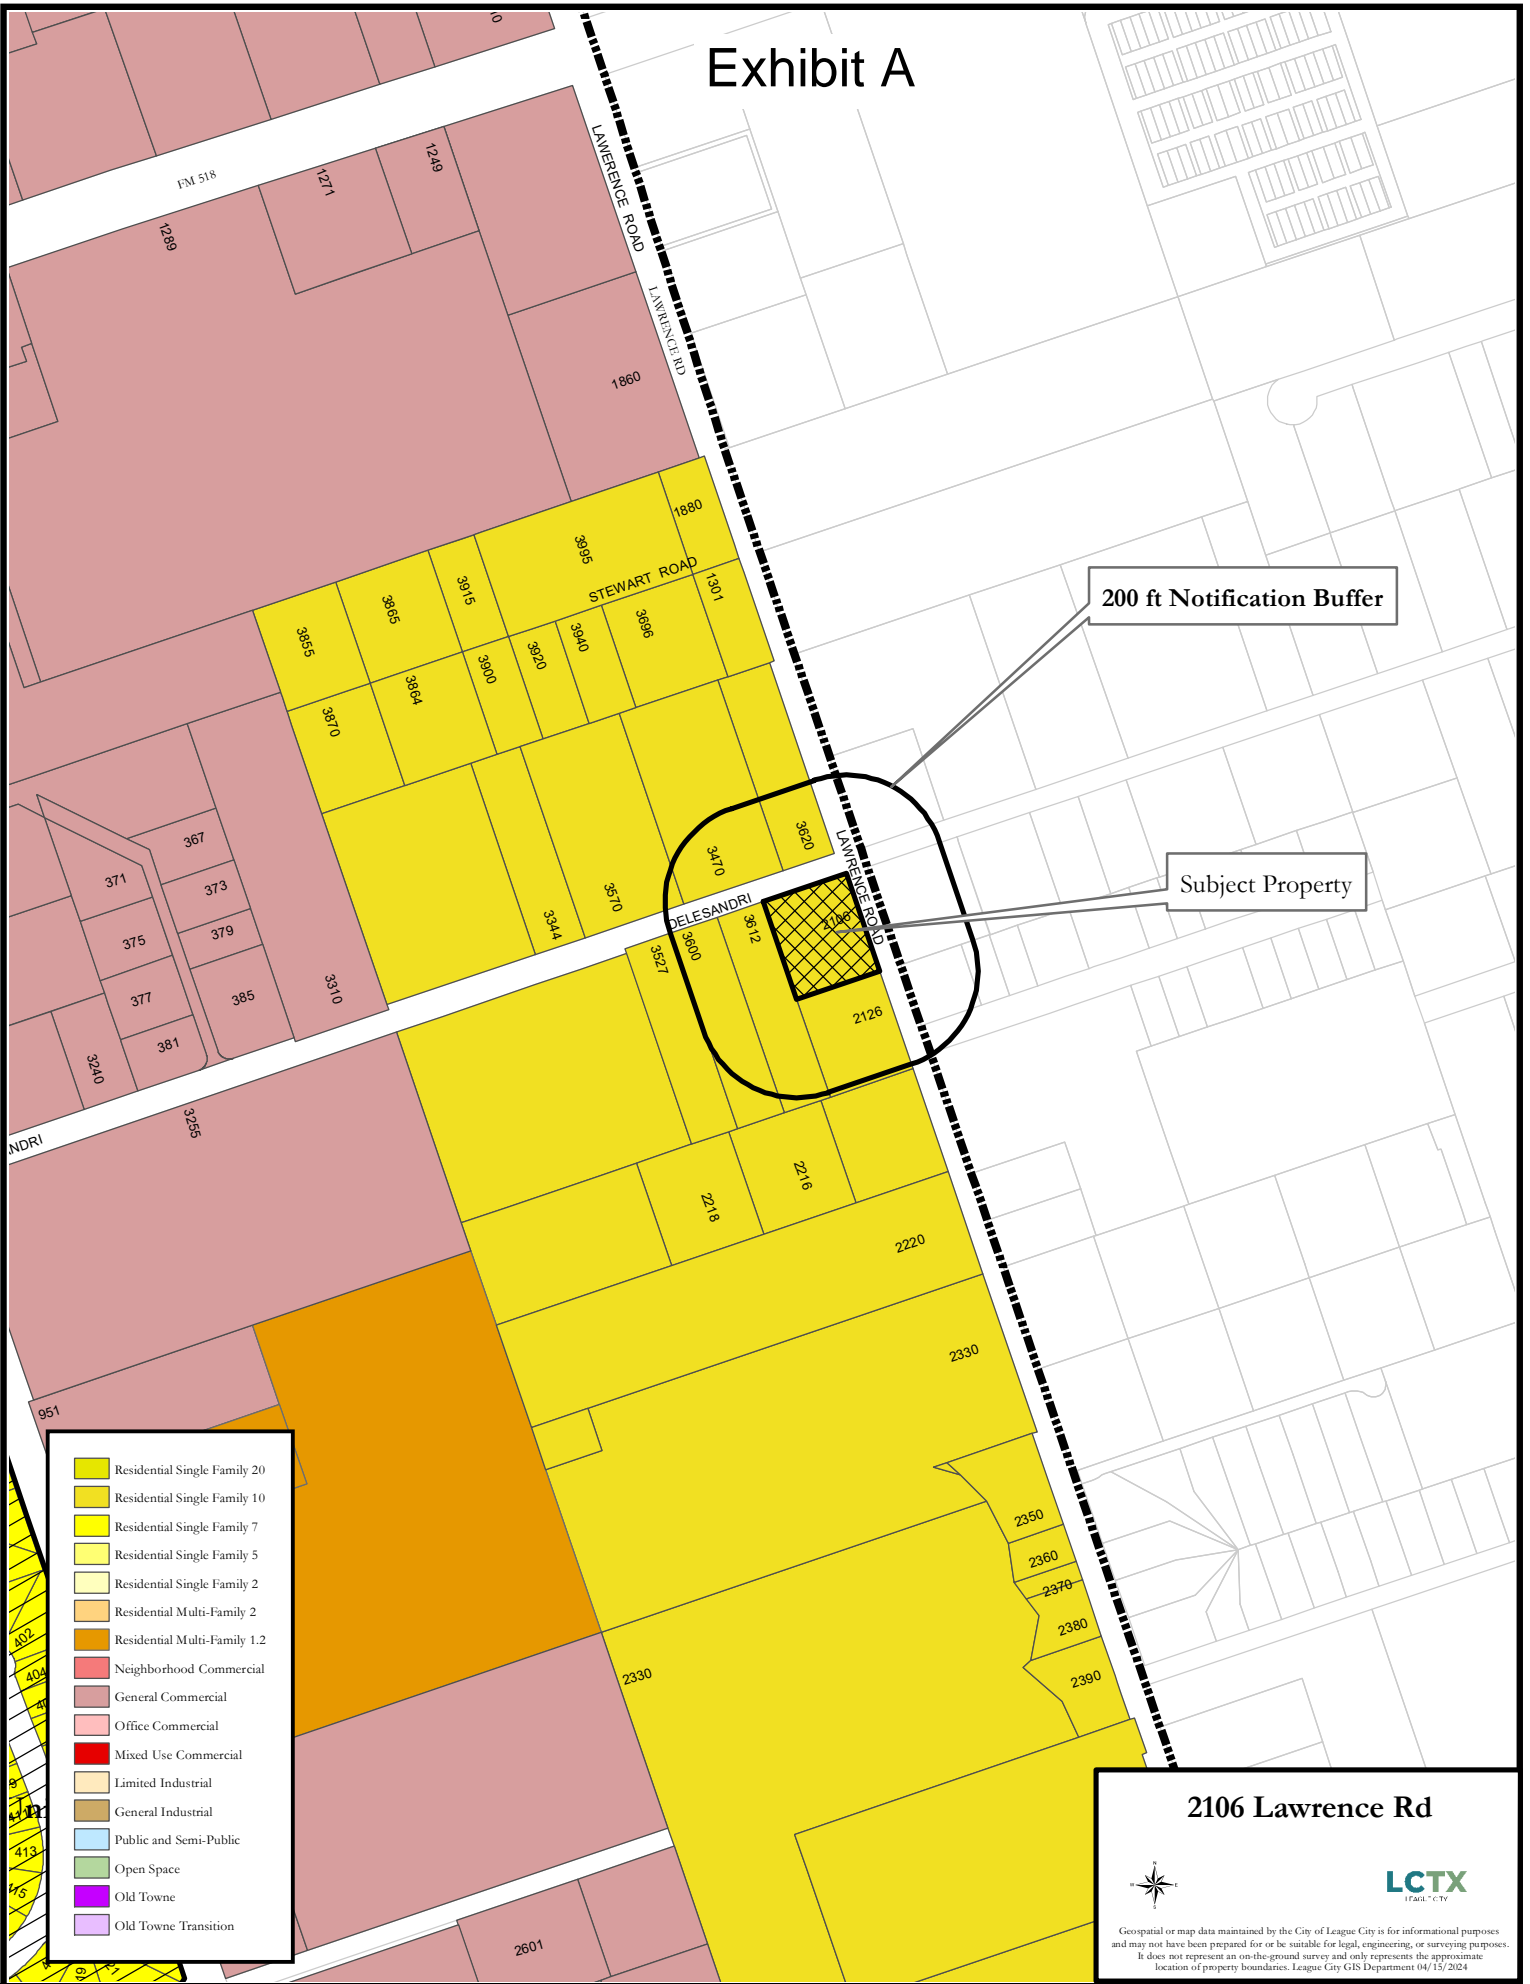 Exhibit A
10
FM 518
LAWERENCE ROAD
LAWRENCE RD
1249
1271
1289
1860
1880
3995
STEWART ROAD
1301
3915
3865
3855
3696
3940
3920
3900
3864
3870
200 ft Notification Buffer
3620
3470
3570
3344
LAWRENCE ROAD
DELESANDRI
2106
Subject Property
3612
3600
3527
2126
367
371
373
375
379
377
385
381
3310
3240
3255
ANDRI
2216
2218
2220
2330
951
2350
2360
2370
2380
2390
2330
2601
402
404
413
Residential Single Family 20
Residential Single Family 10
Residential Single Family 7
Residential Single Family 5
Residential Single Family 2
Residential Multi-Family 2
Residential Multi-Family 1.2
Neighborhood Commercial
General Commercial
Office Commercial
Mixed Use Commercial
Limited Industrial
General Industrial
Public and Semi-Public
Open Space
Old Towne
Old Towne Transition
2106 Lawrence Rd
N
W
E
S
LCTX
LEAGUE CITY
Geospatial or map data maintained by the City of League City is for informational purposes
and may not have been prepared for or be suitable for legal, engineering, or surveying purposes.
It does not represent an on-the-ground survey and only represents the approximate
location of property boundaries. League City GIS Department 04/15/2024